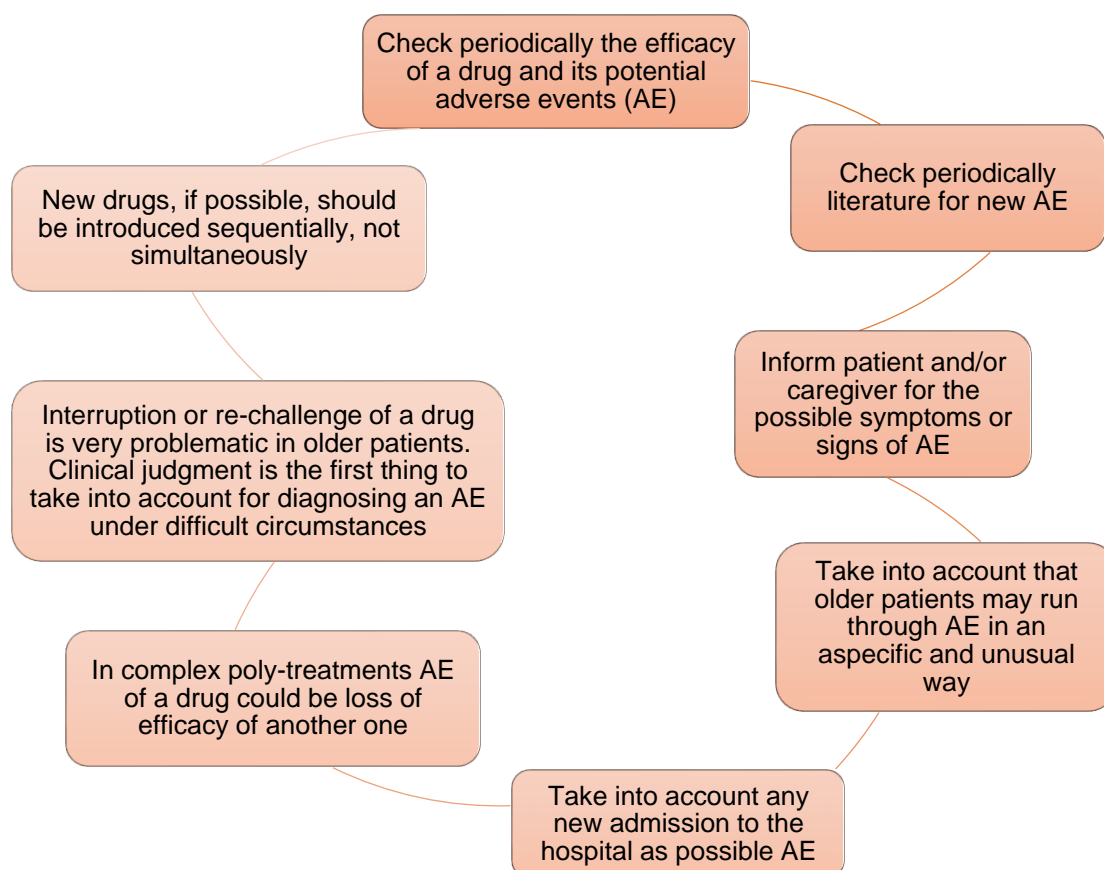 Check periodically the efficacy
of a drug and its potential
adverse events (AE)
Check periodically
literature for new AE
Inform patient and/or
caregiver for the
possible symptoms or
signs of AE
Take into account that
older patients may run
through AE in an
aspecific and unusual
way
Take into account any
new admission to the
hospital as possible AE
In complex poly-treatments AE
of a drug could be loss of
efficacy of another one
Interruption or re-challenge of a drug
is very problematic in older patients.
Clinical judgment is the first thing to
take into account for diagnosing an AE
under difficult circumstances
New drugs, if possible, should
be introduced sequentially, not
simultaneously